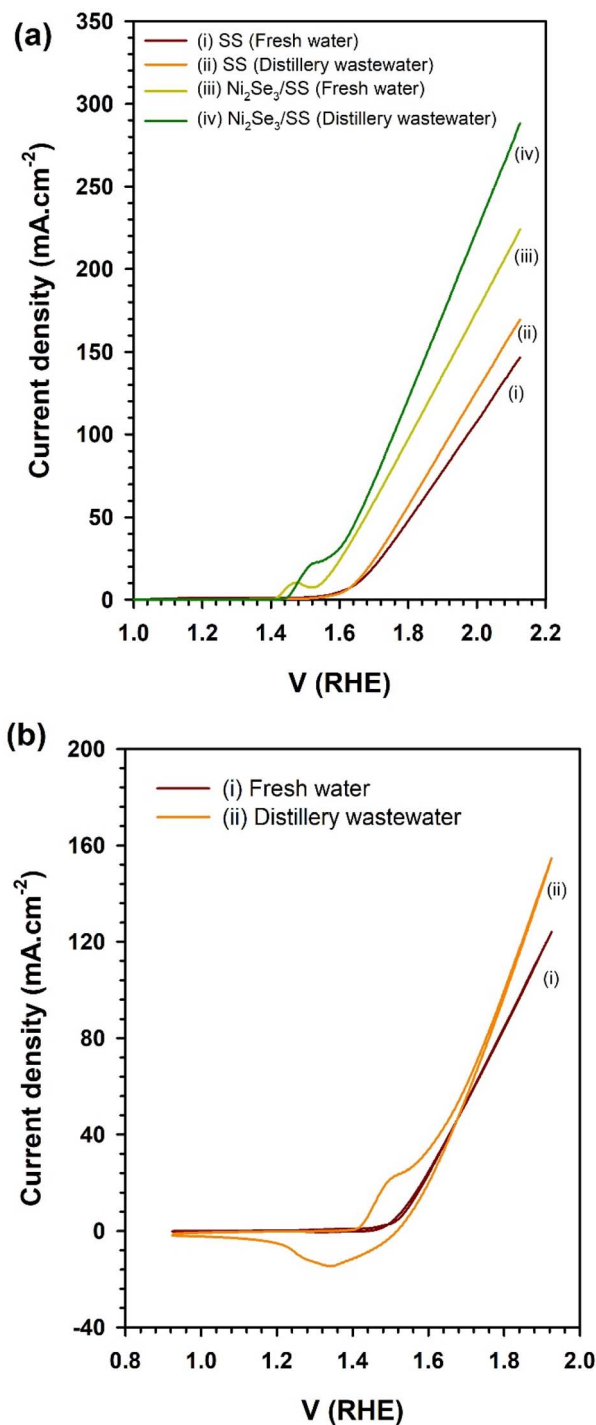 (a)
(i) SS (Fresh water)
(ii) SS (Distillery wastewater)
(iii) Ni₂Se₃/SS (Fresh water)
(iv) Ni₂Se₃/SS (Distillery wastewater)
350
300
250
200
150
100
50
0
Current density (mA.cm⁻²)
(iv)
(iii)
(ii)
(i)
1.0 1.2 1.4 1.6 1.8 2.0 2.2
V (RHE)
(b)
(i) Fresh water
(ii) Distillery wastewater
200
160
120
80
40
0
-40
Current density (mA.cm⁻²)
(ii)
(i)
0.8 1.0 1.2 1.4 1.6 1.8 2.0
V (RHE)